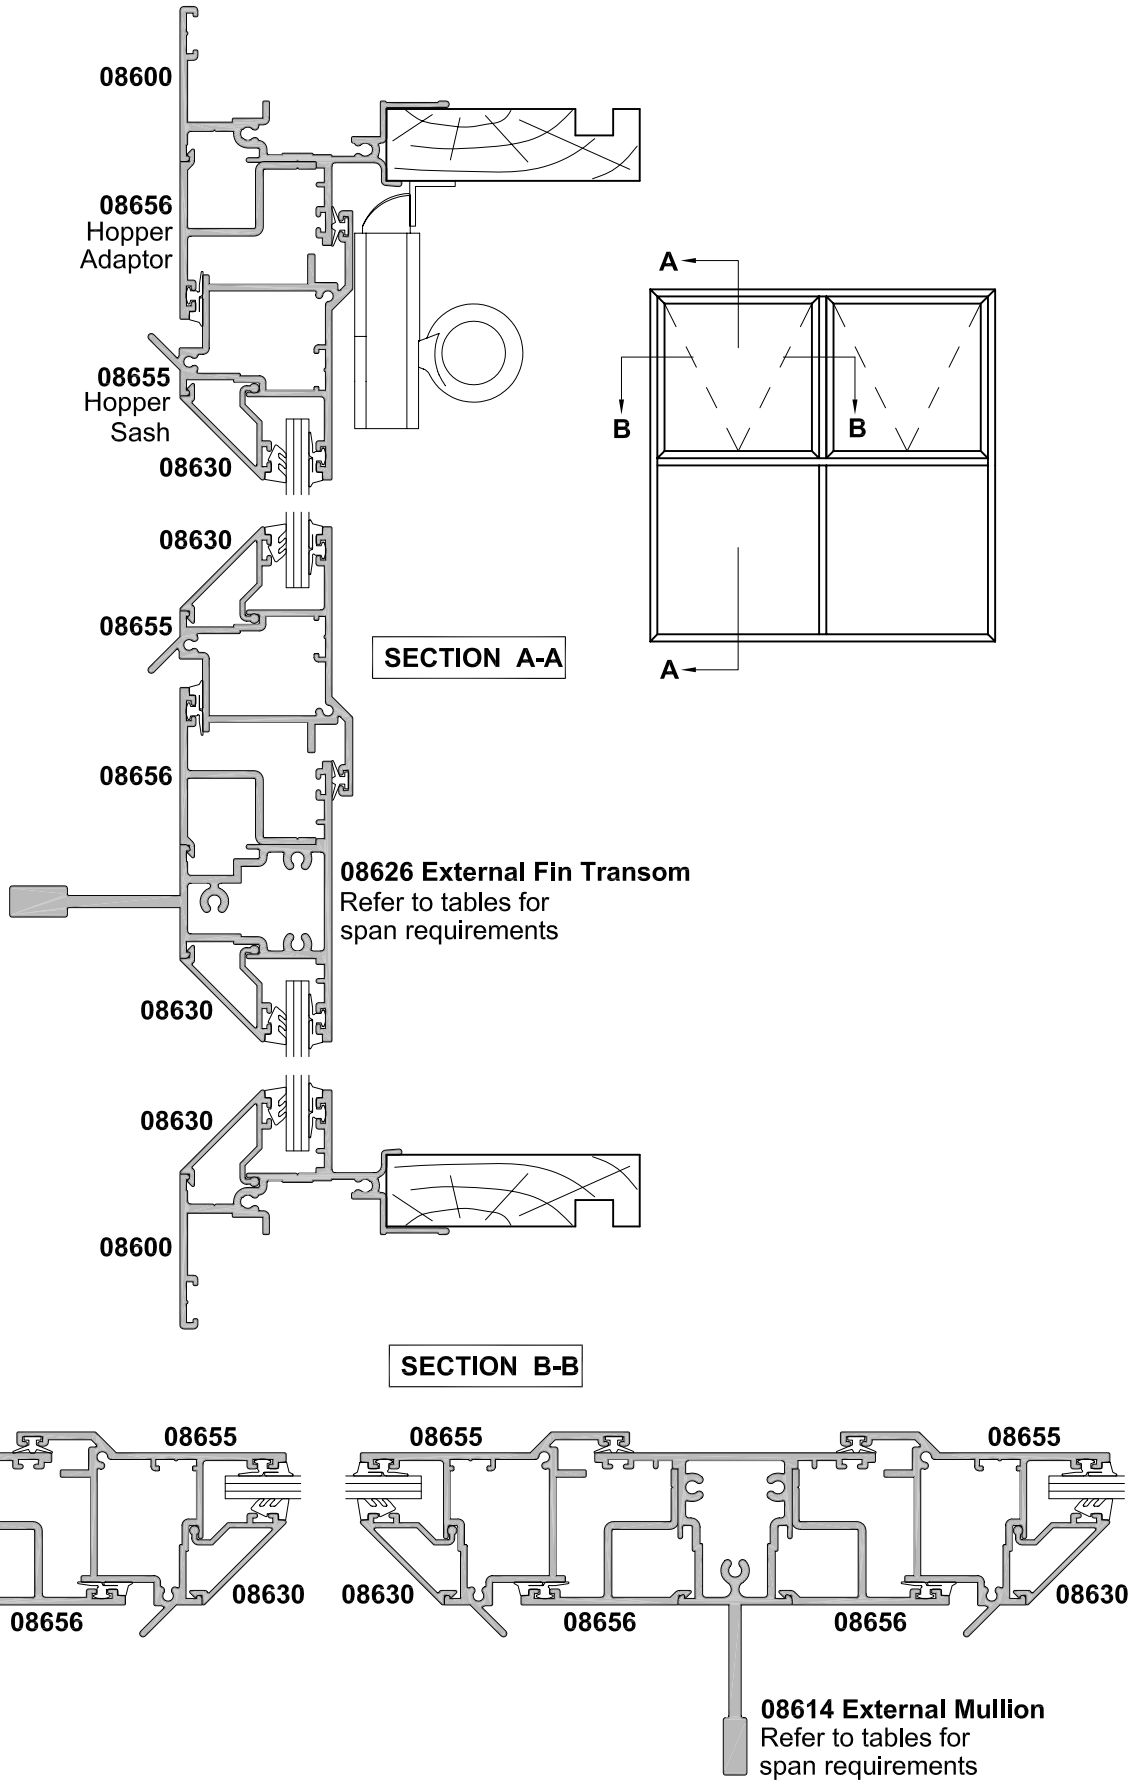 08600
08656
Hopper
Adaptor
08655
Hopper
Sash
08630
A
B
B
A
08630
08655
SECTION A-A
08656
08626 External Fin Transom
Refer to tables for
span requirements
08630
08630
08600
SECTION B-B
08655
08655
08655
08630
08630
08630
08656
08656
08656
08614 External Mullion
Refer to tables for
span requirements